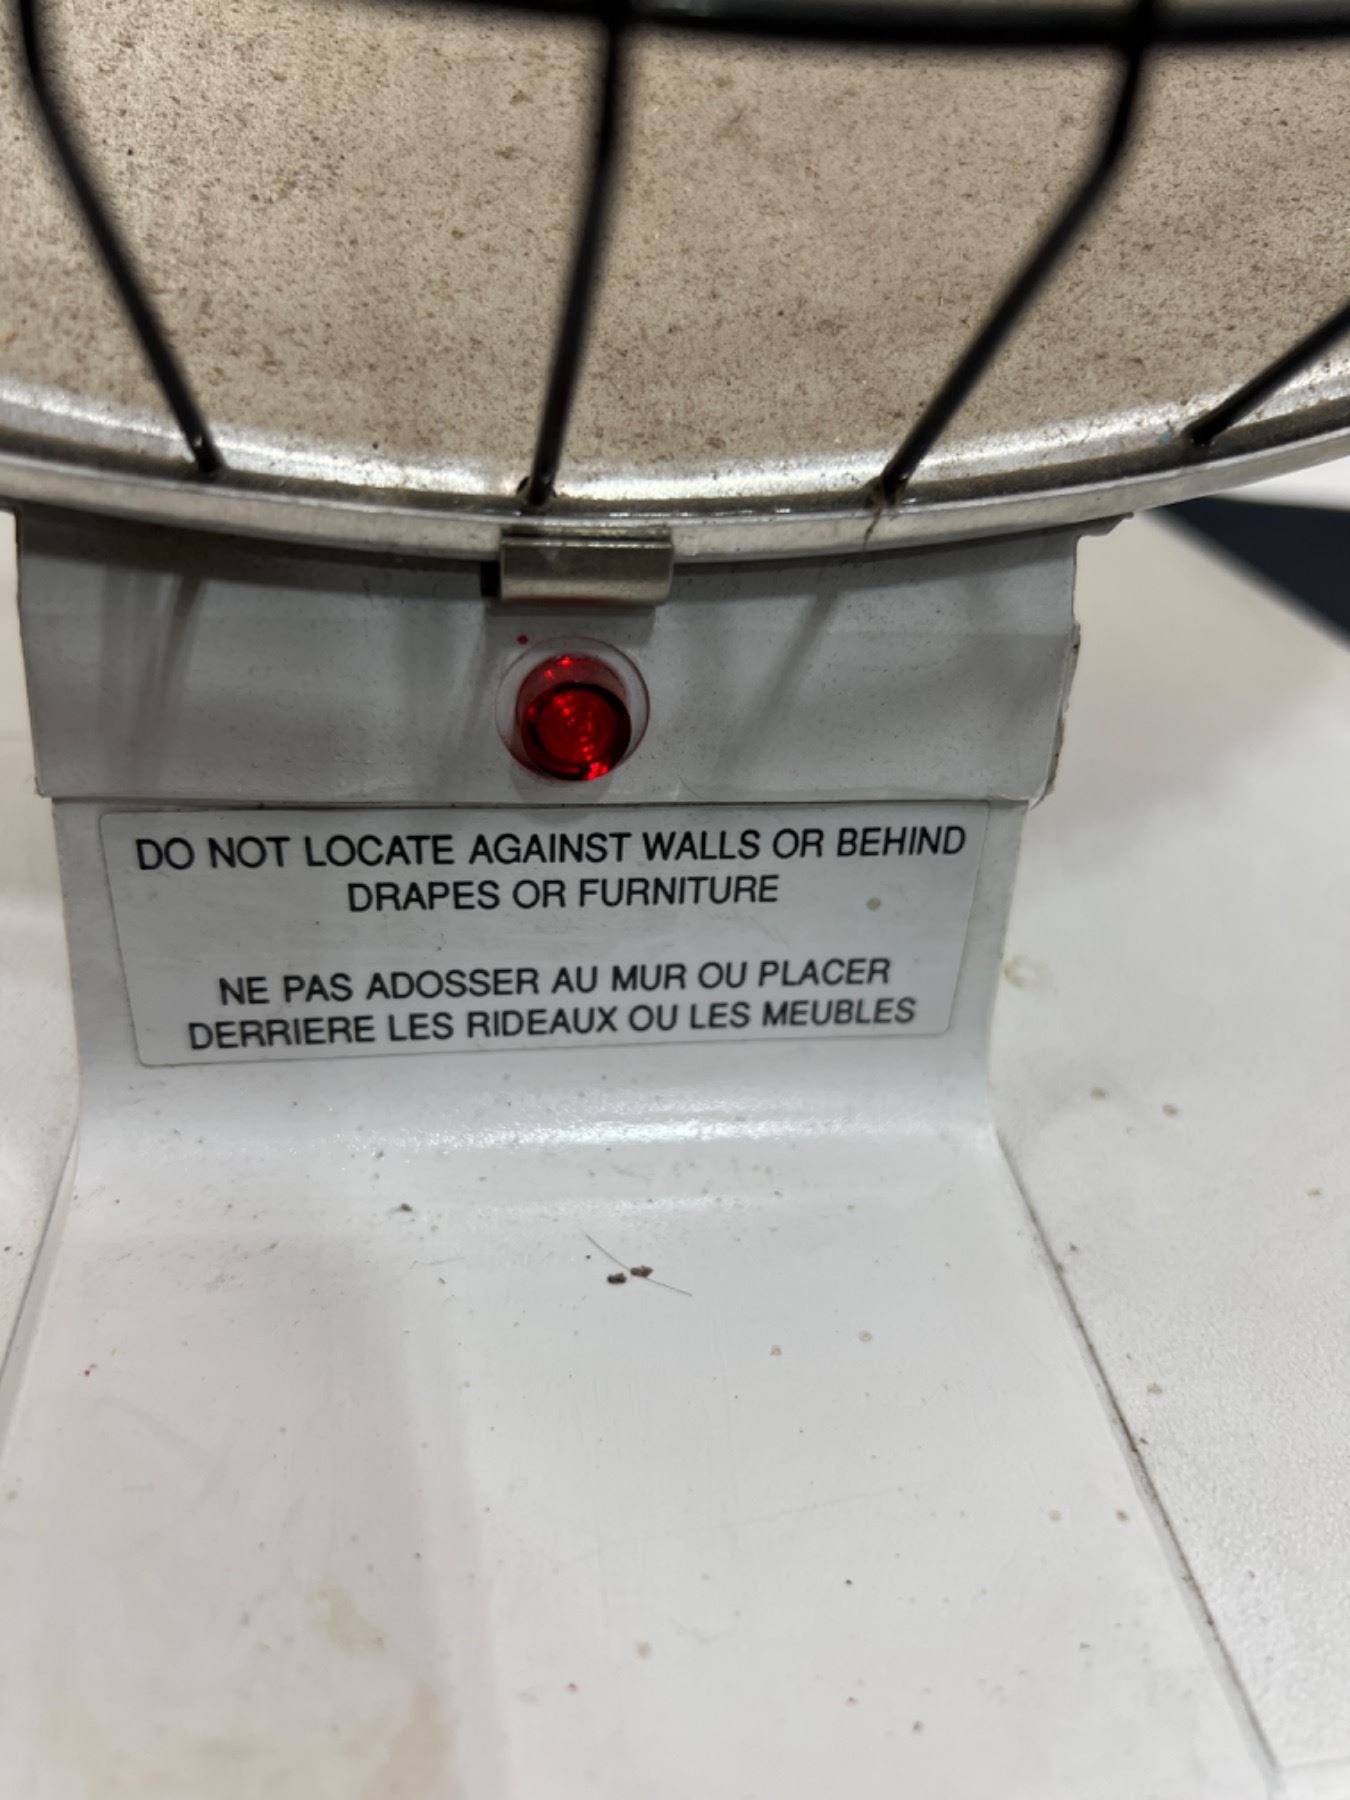 DO NOT LOCATE AGAINST WALLS OR BEHIND
DRAPES OR FURNITURE
NE PAS ADOSSER AU MUR OU PLACER
DERRIERE LES RIDEAUX OU LES MEUBLES